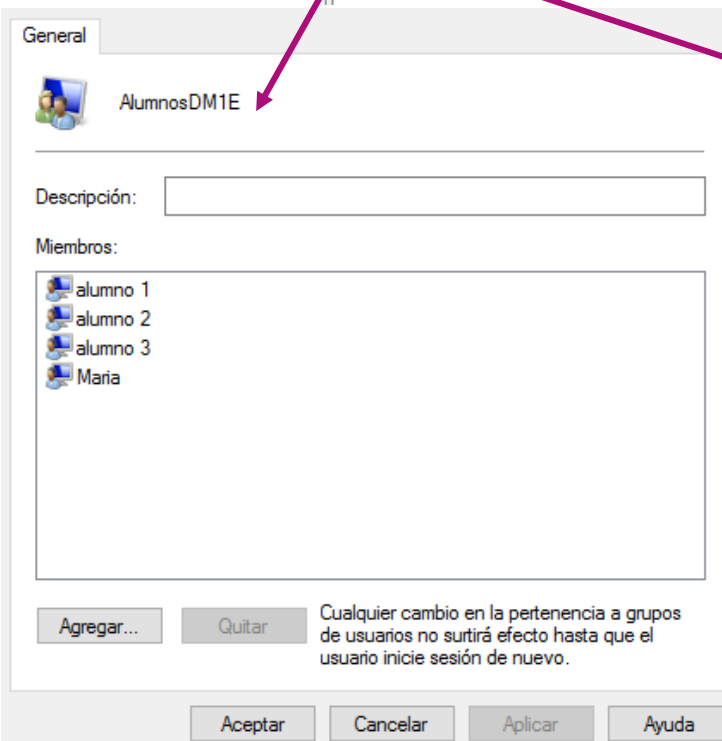 General
AlumnosDM1E
Descripción:
Miembros:
alumno 1
alumno 2
alumno 3
Maria
Agregar...
Quitar
Cualquier cambio en la pertenencia a grupos
de usuarios no surtirá efecto hasta que el
usuario inicie sesión de nuevo.
Aceptar
Cancelar
Aplicar
Ayuda